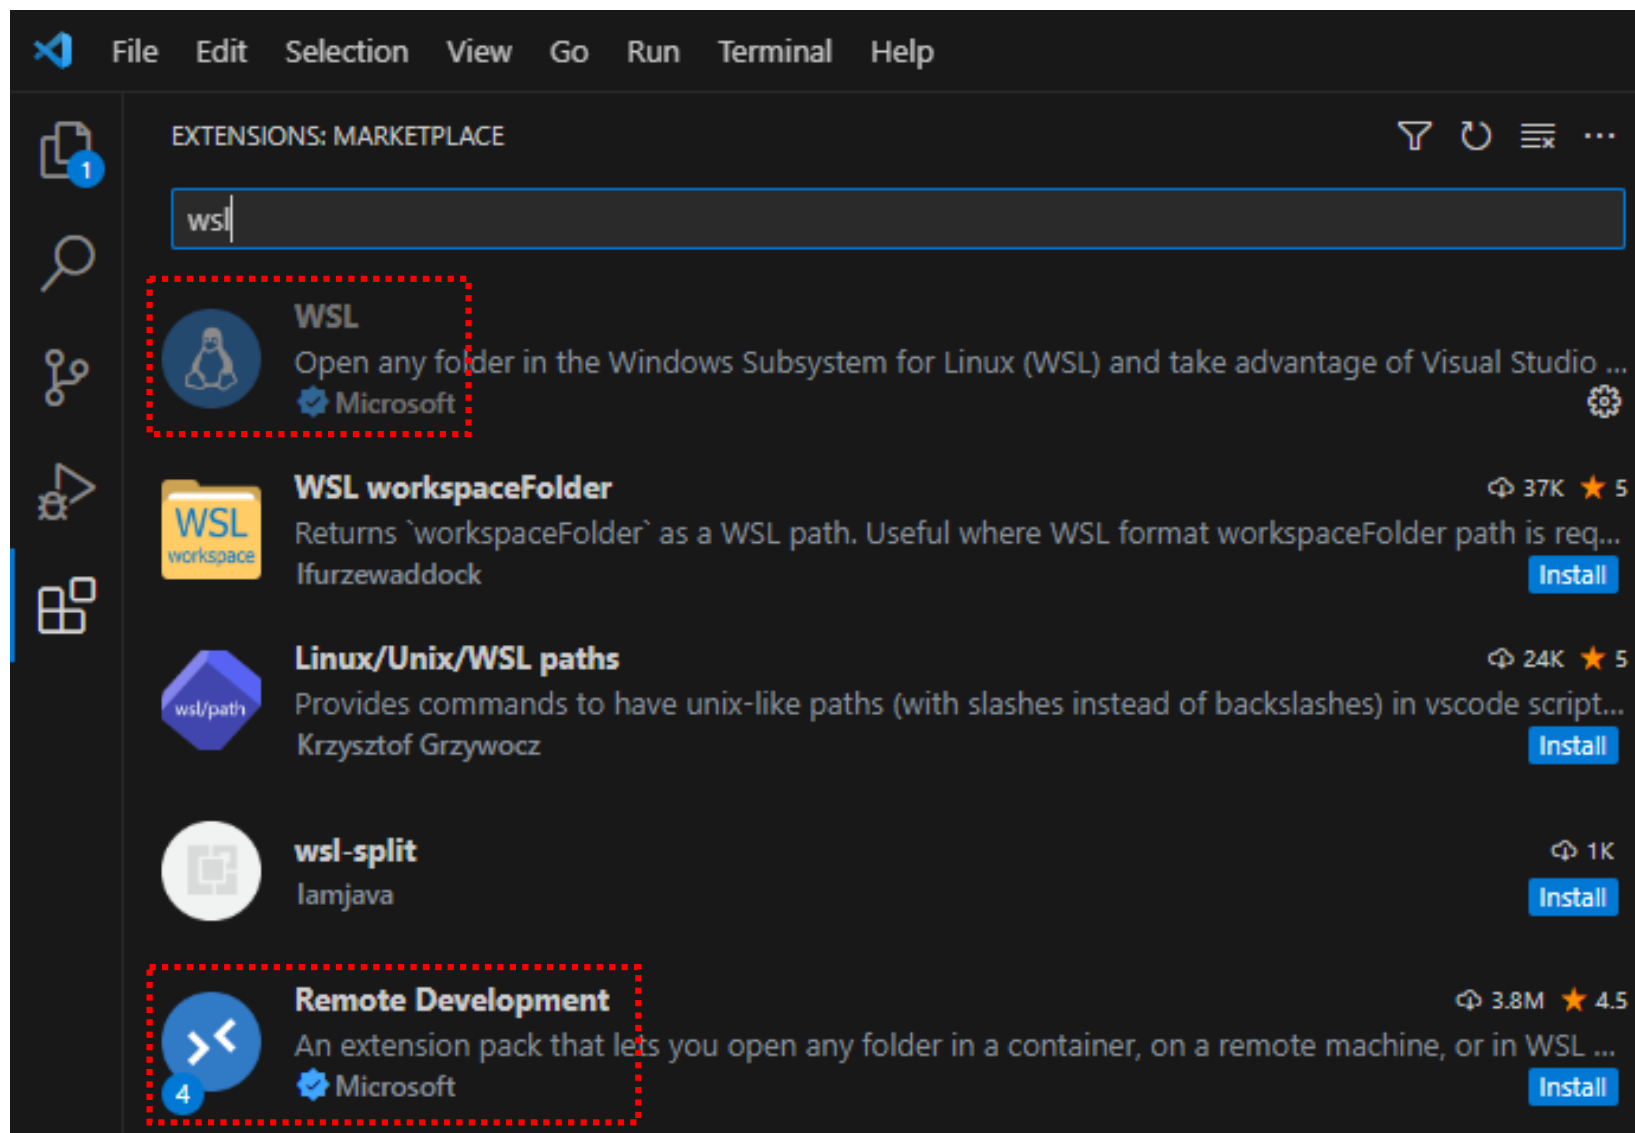 File Edit Selection View Go Run Terminal Help
EXTENSIONS: MARKETPLACE
1
wsl
WSL
Open any folder in the Windows Subsystem for Linux (WSL) and take advantage of Visual Studio ...
Microsoft
WSL workspaceFolder 37K 5
WSL
workspace
Returns `workspaceFolder` as a WSL path. Useful where WSL format workspaceFolder path is req...
lfurzewaddock Install
Linux/Unix/WSL paths 24K 5
wsl/path
Provides commands to have unix-like paths (with slashes instead of backslashes) in vscode script...
Krzysztof Grzywocz Install
wsl-split 1K
lamjava Install
Remote Development 3.8M 4.5
An extension pack that lets you open any folder in a container, on a remote machine, or in WSL ...
4 Microsoft Install